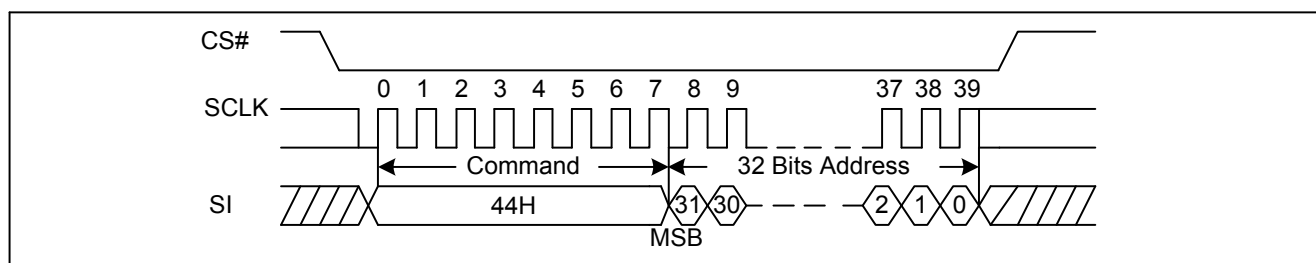 CS#
0 1 2 3 4 5 6 7 8 9 37 38 39
SCLK
Command 32 Bits Address
SI 44H 31 30 2 1 0
MSB